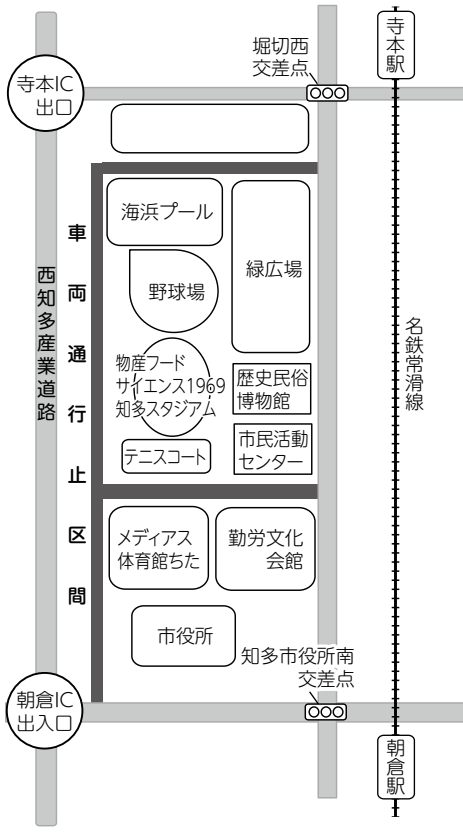 寺本駅
堀切西
交差点
寺本IC
出口
海浜プール
緑広場
野球場
車両通行止区間
西知多産業道路
名鉄常滑線
物産フード
サイエンス1969
知多スタジアム
歴史民俗
博物館
テニスコート
市民活動
センター
メディアス
体育館ちた
勤労文化
会館
市役所
知多市役所南
交差点
朝倉IC
出入口
朝倉駅